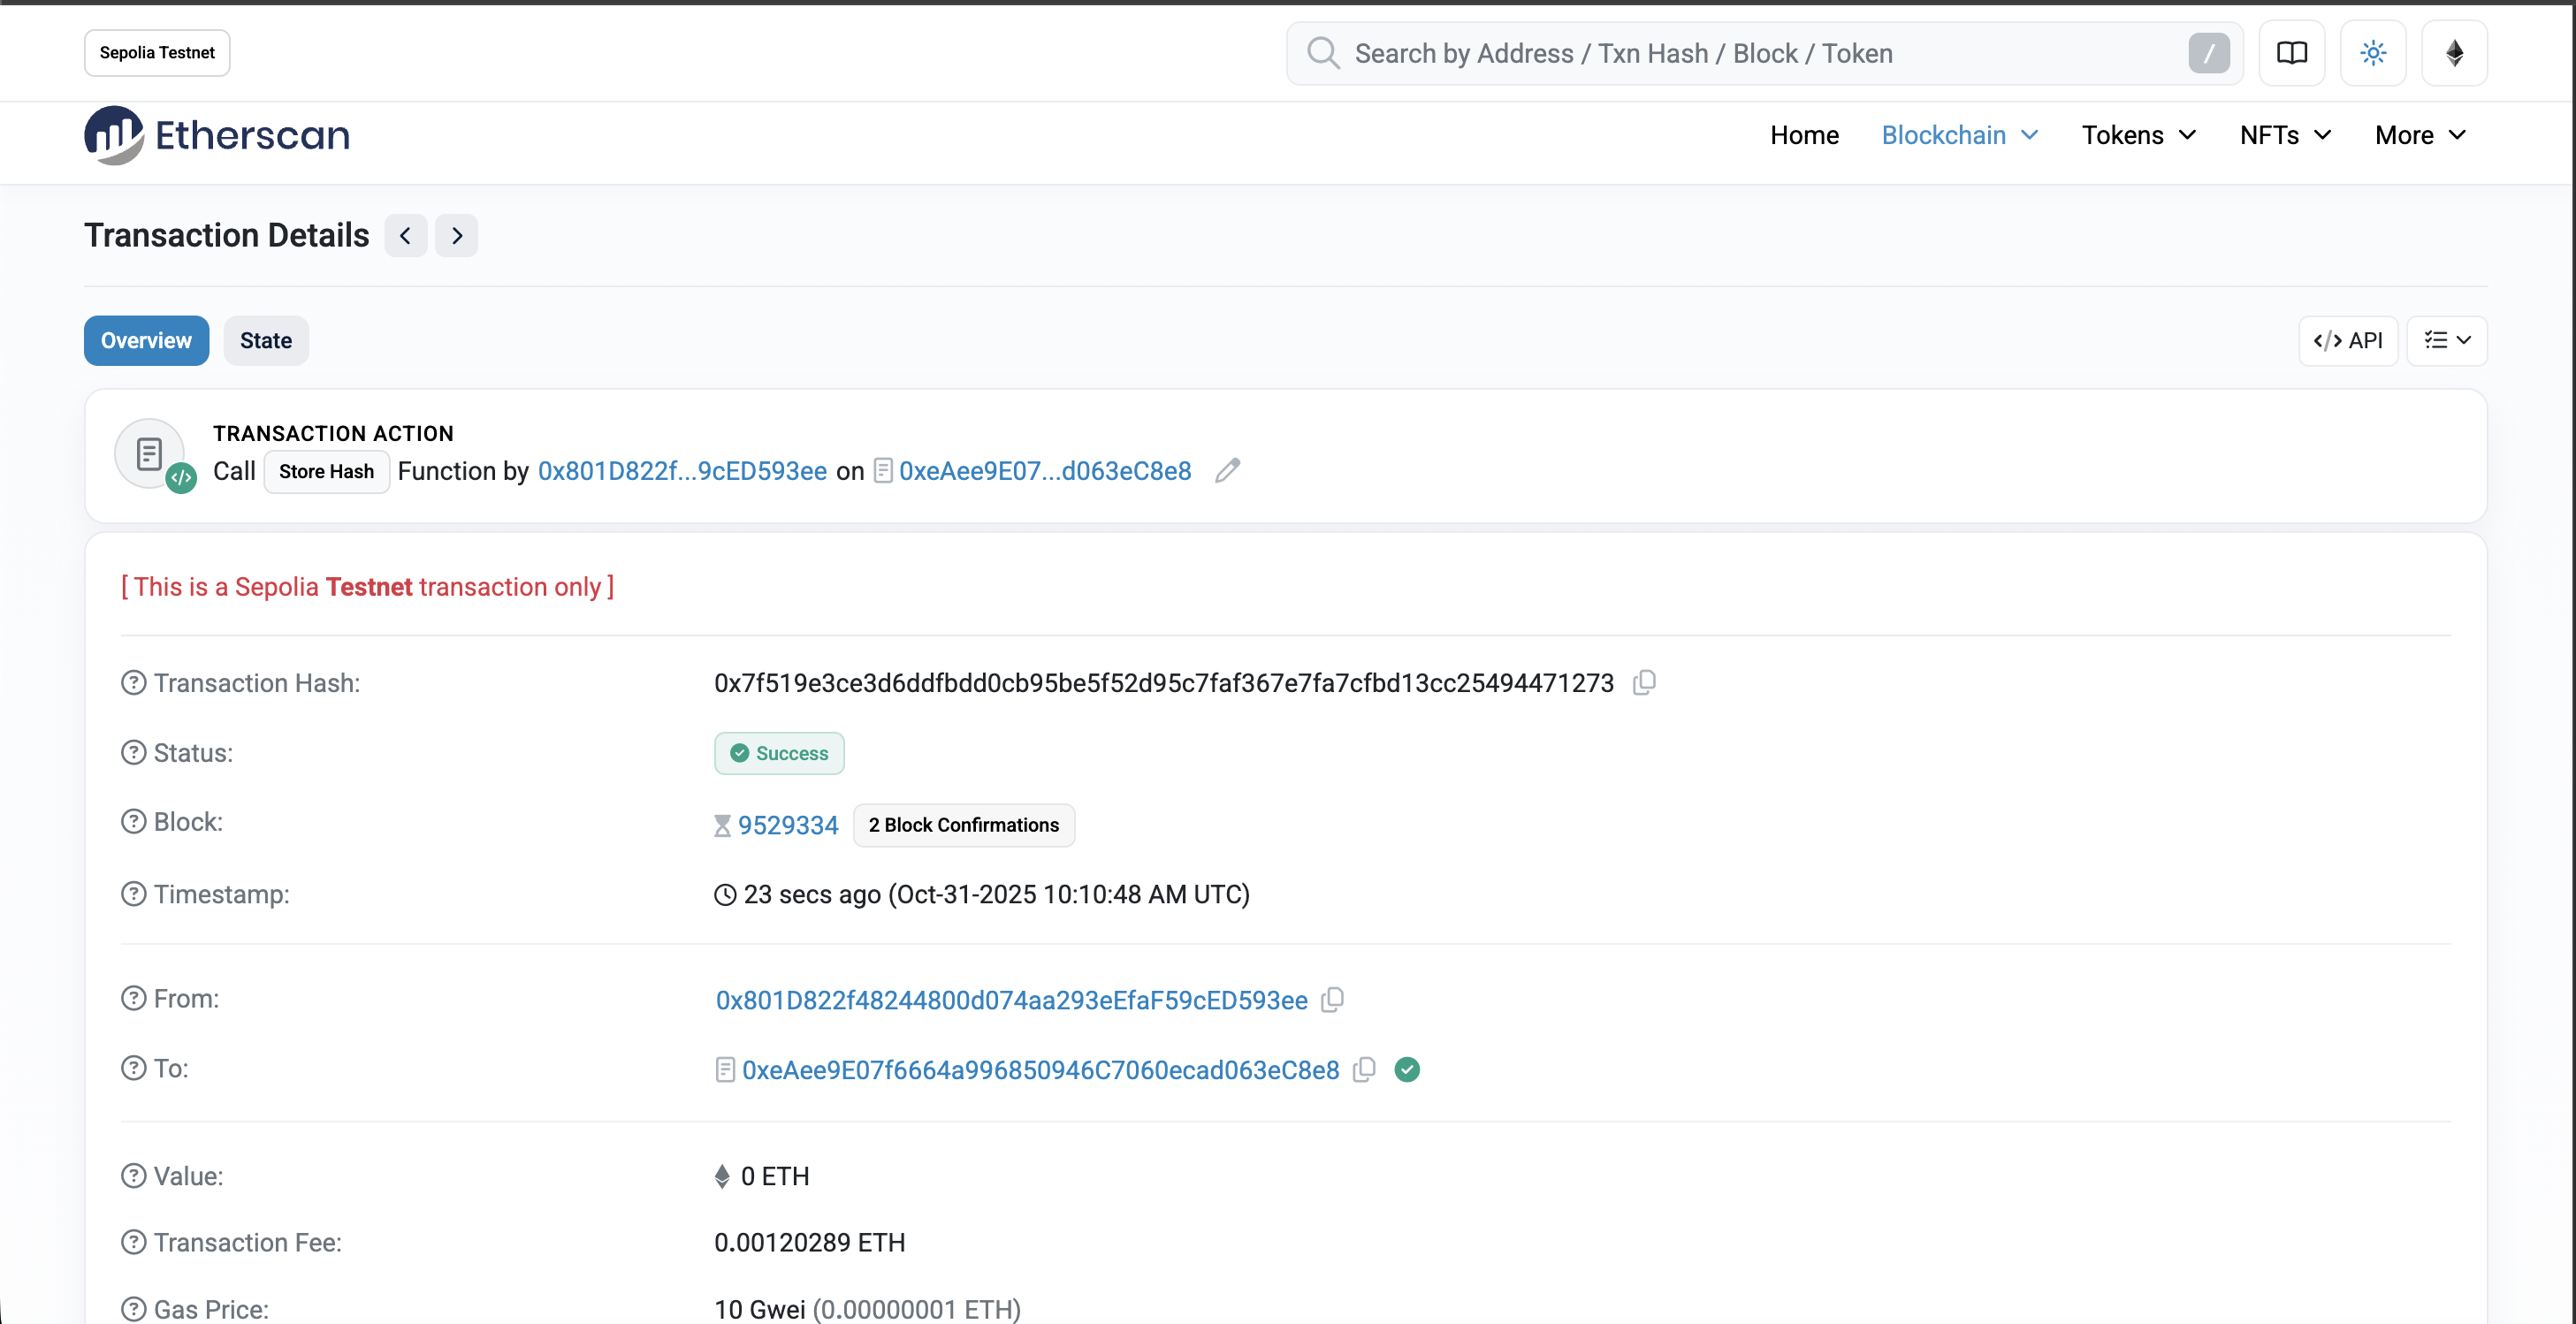 Sepolia Testnet
Search by Address / Txn Hash / Block / Token /
Etherscan
Home Blockchain Tokens NFTs More
Transaction Details
Overview State
</> API
TRANSACTION ACTION
Call Store Hash Function by 0x801D822f...9cED593ee on 0xeAee9E07...d063eC8e8
[ This is a Sepolia Testnet transaction only ]
Transaction Hash: 0x7f519e3ce3d6ddfbdd0cb95be5f52d95c7faf367e7fa7cfbd13cc25494471273
Status: Success
Block: 9529334 2 Block Confirmations
Timestamp: 23 secs ago (Oct-31-2025 10:10:48 AM UTC)
From: 0x801D822f48244800d074aa293eEfaF59cED593ee
To: 0xeAee9E07f6664a996850946C7060ecad063eC8e8
Value: 0 ETH
Transaction Fee: 0.00120289 ETH
Gas Price: 10 Gwei (0.00000001 ETH)